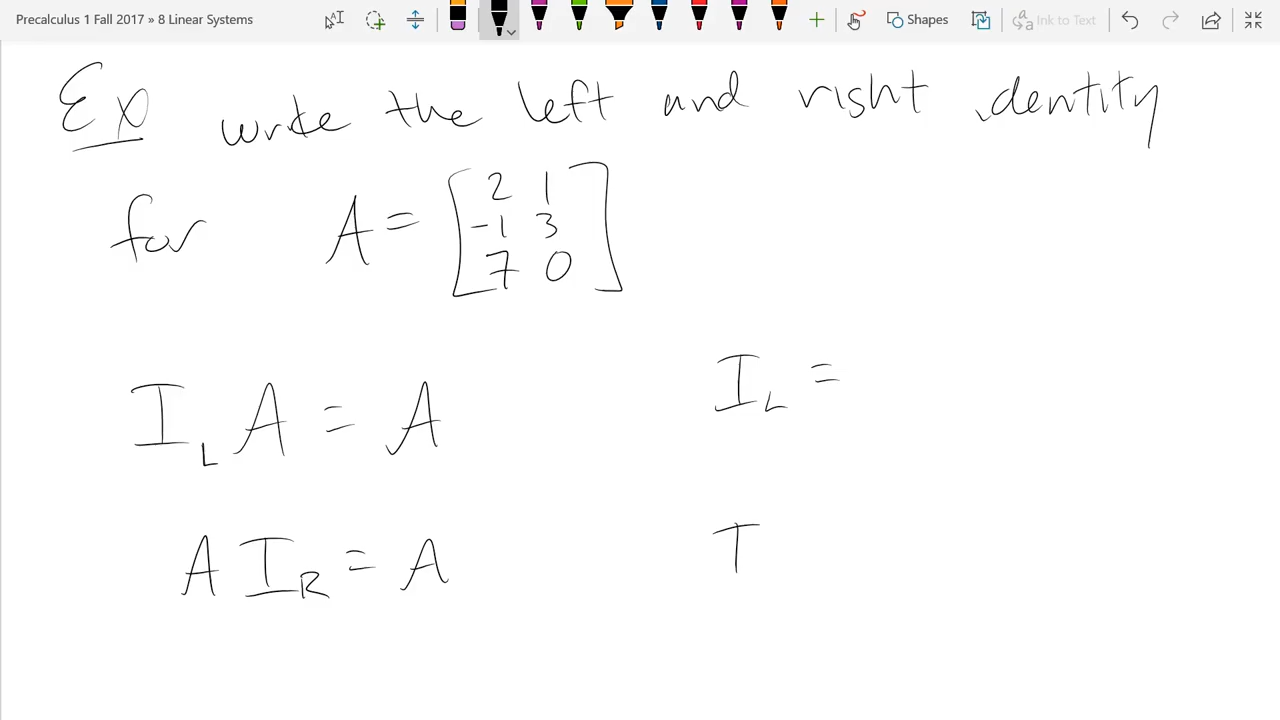 Precalculus 1 Fall 2017 » 8 Linear Systems Shapes Ink to Text
Ex write the left and right identity
for A = [2 1
-1 3
7 0]
I_L A = A I_L =
A I_R = A I